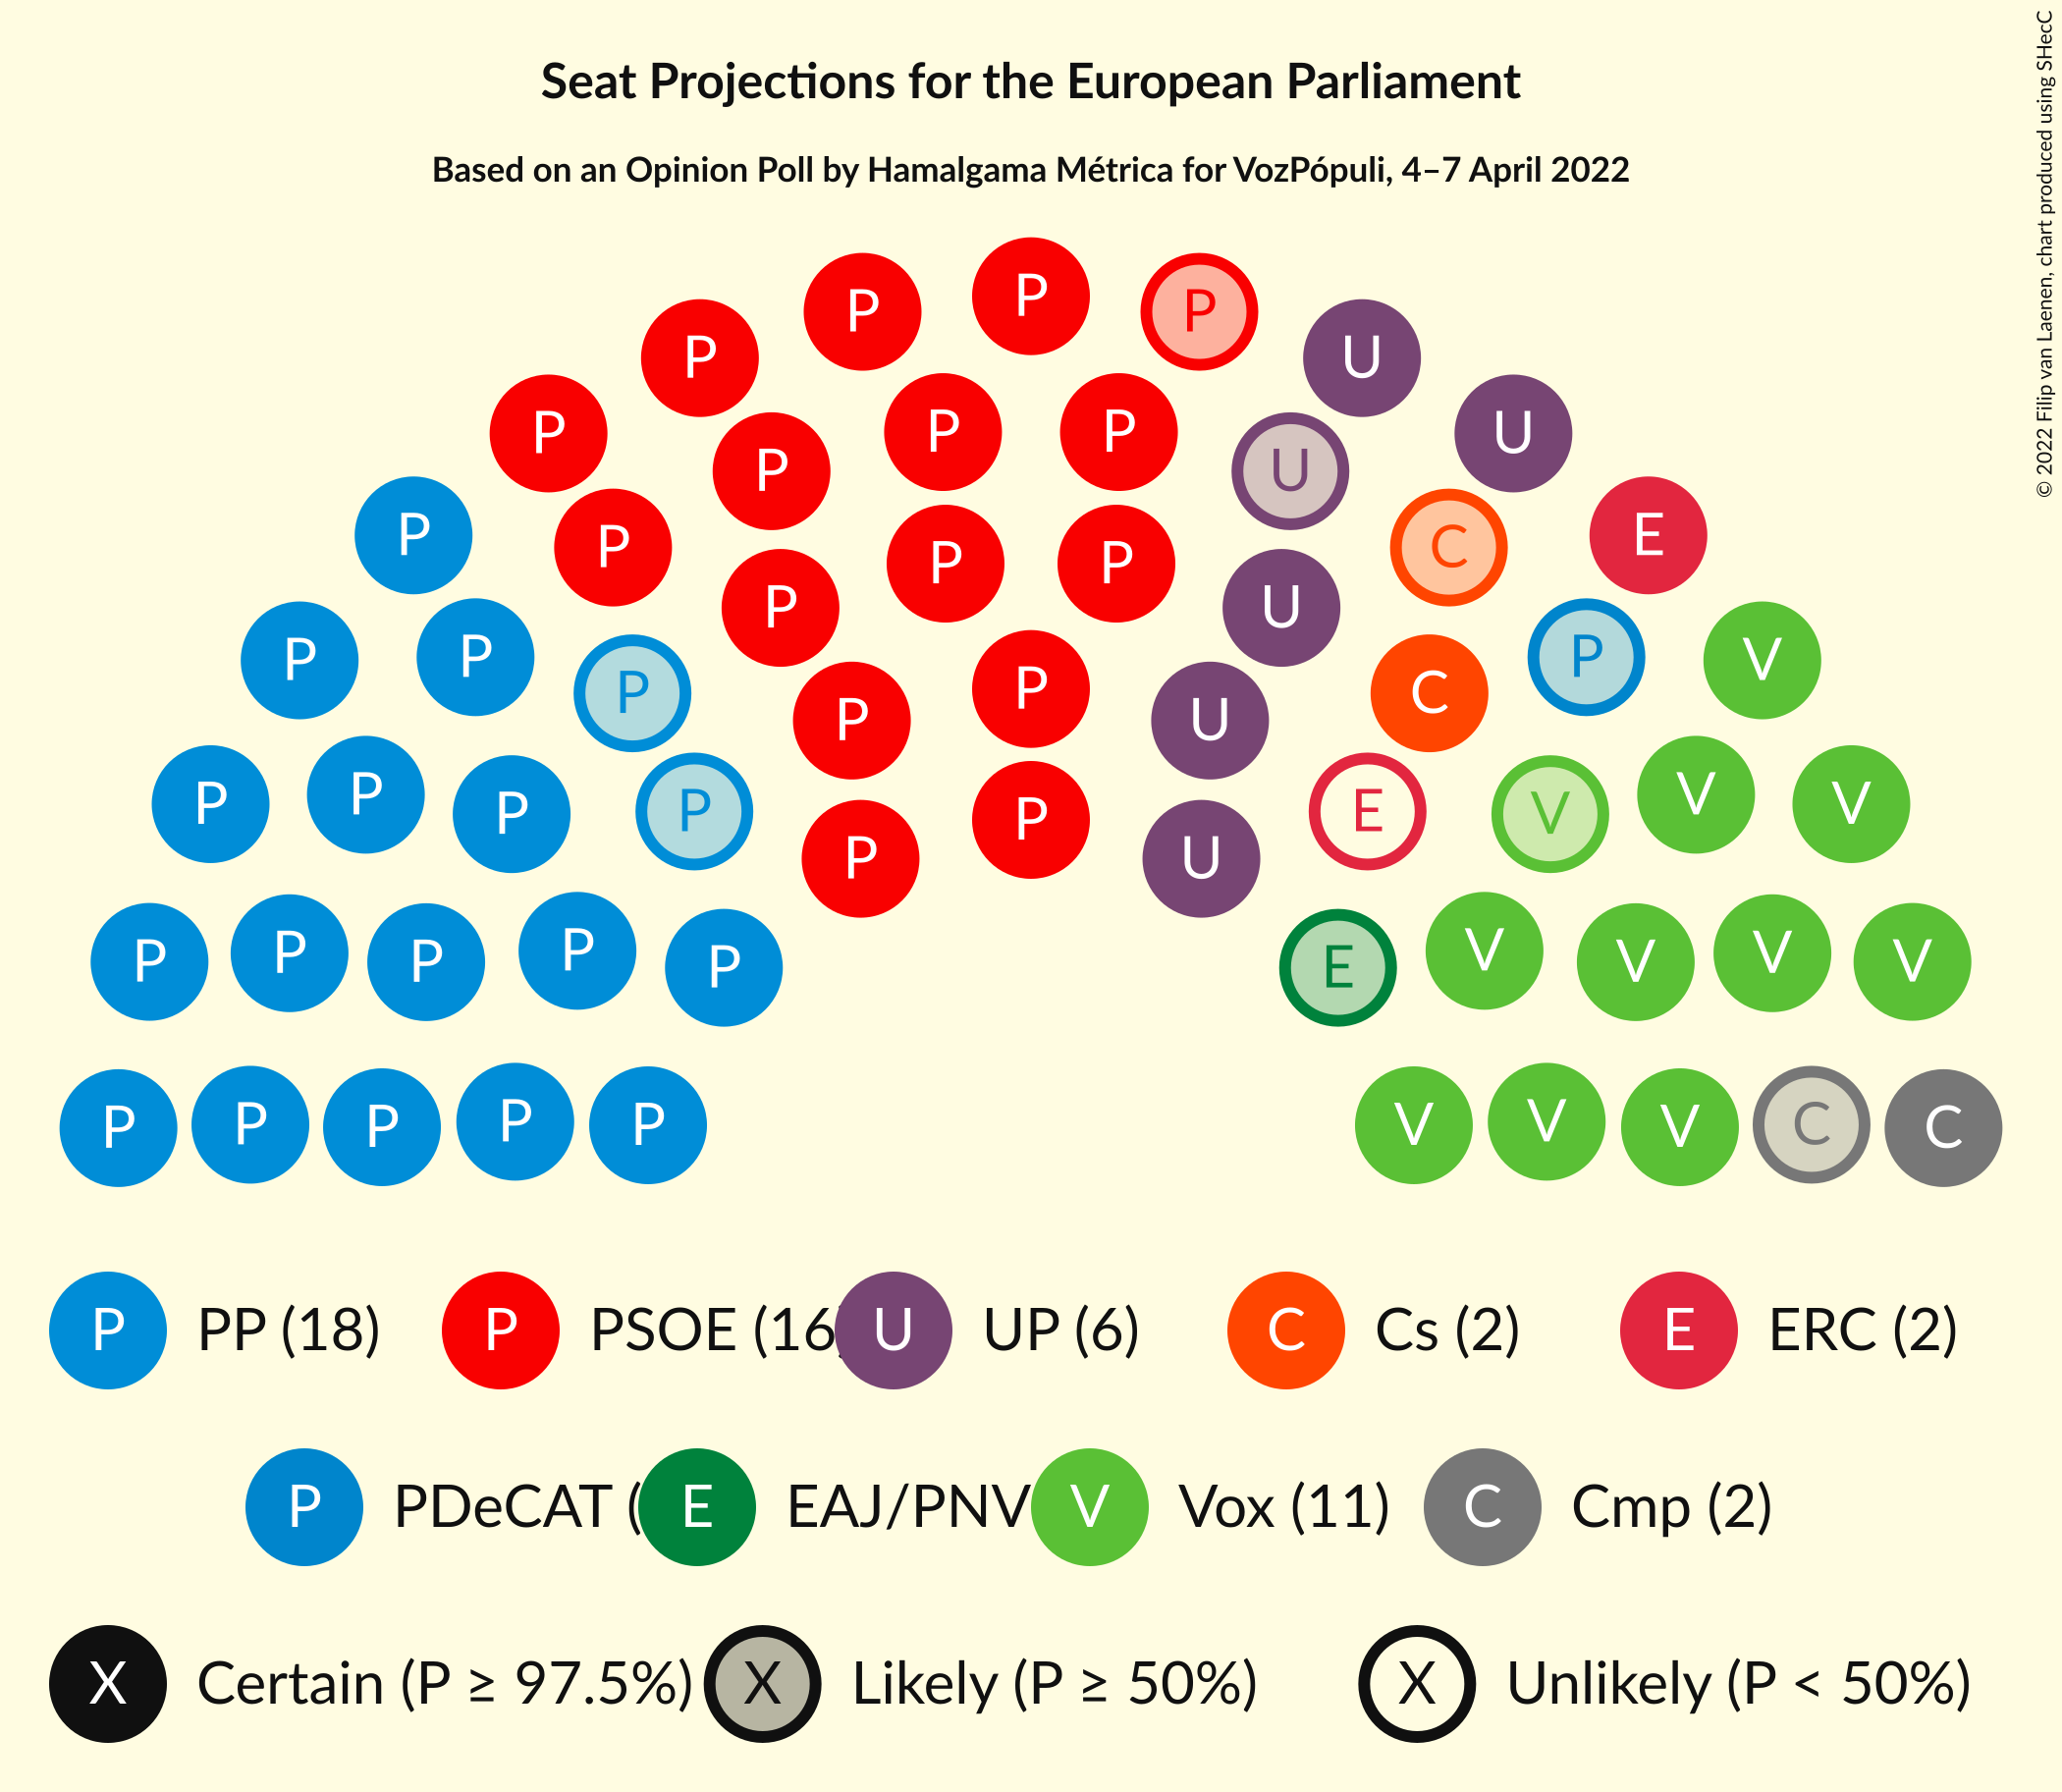 Seat Projections for the European Parliament
Based on an Opinion Poll by Hamalgama Métrica for VozPópuli, 4–7 April 2022
© 2022 Filip van Laenen, chart produced using SHecC
P P P P P
P P U U
P P P U C E
P P P P
P P P U P V
P P P P P U C
P P P P E V V V
P P U
P P P P P E V V V V
P P P P P V V V C C
P PP (18) P PSOE (16 U UP (6) C Cs (2) E ERC (2)
P PDeCAT ( E EAJ/PNV V Vox (11) C Cmp (2)
X Certain (P ≥ 97.5%) X Likely (P ≥ 50%) X Unlikely (P < 50%)